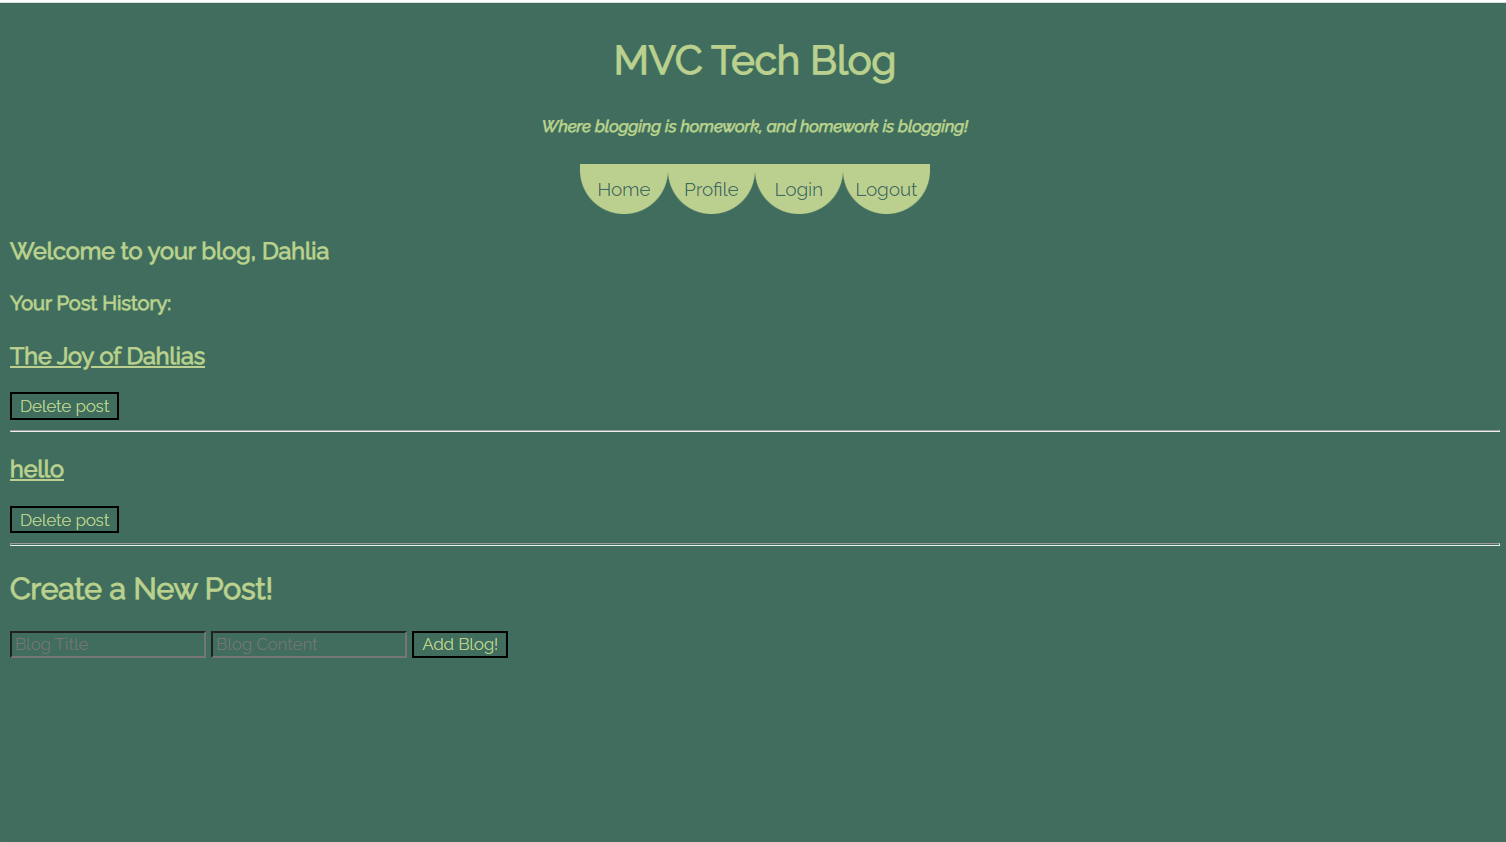 MVC Tech Blog
Where blogging is homework, and homework is blogging!
Home Profile Login Logout
Welcome to your blog, Dahlia
Your Post History:
The Joy of Dahlias
Delete post
hello
Delete post
Create a New Post!
Blog Title Blog Content Add Blog!